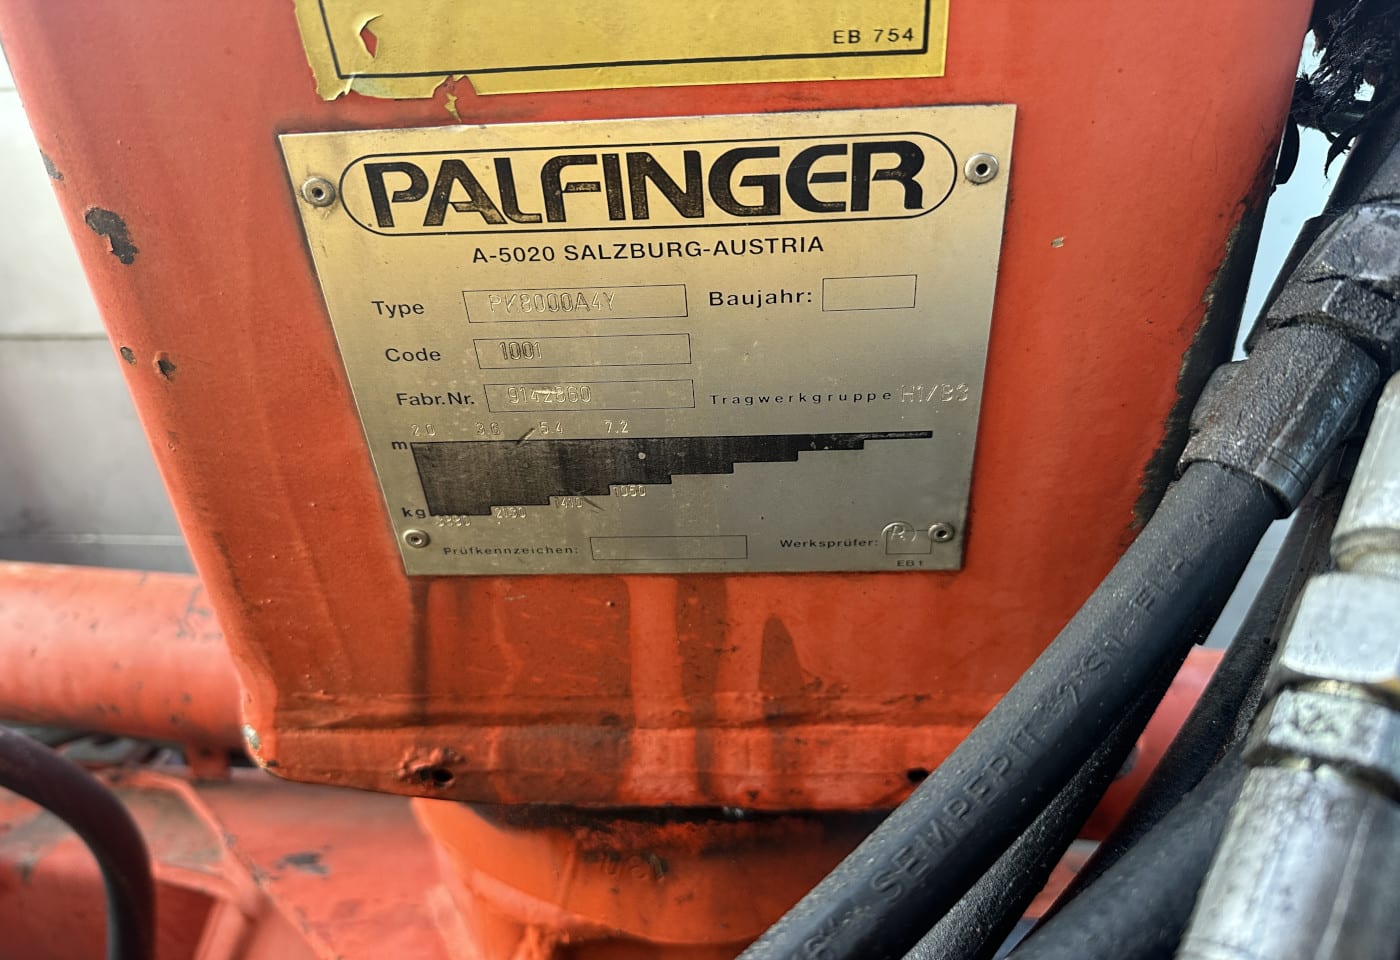 EB 754
PALFINGER
A-5020 SALZBURG-AUSTRIA
Type PK8000A4Y Baujahr:
Code 1001
Fabr.Nr. 9142860 Tragwerkgruppe H1/B3
2.0 3.6 5.4 7.2
m
1050
1410
2130
kg
Prüfkennzeichen: Werksprüfer: R
EB1
SEMPERIT